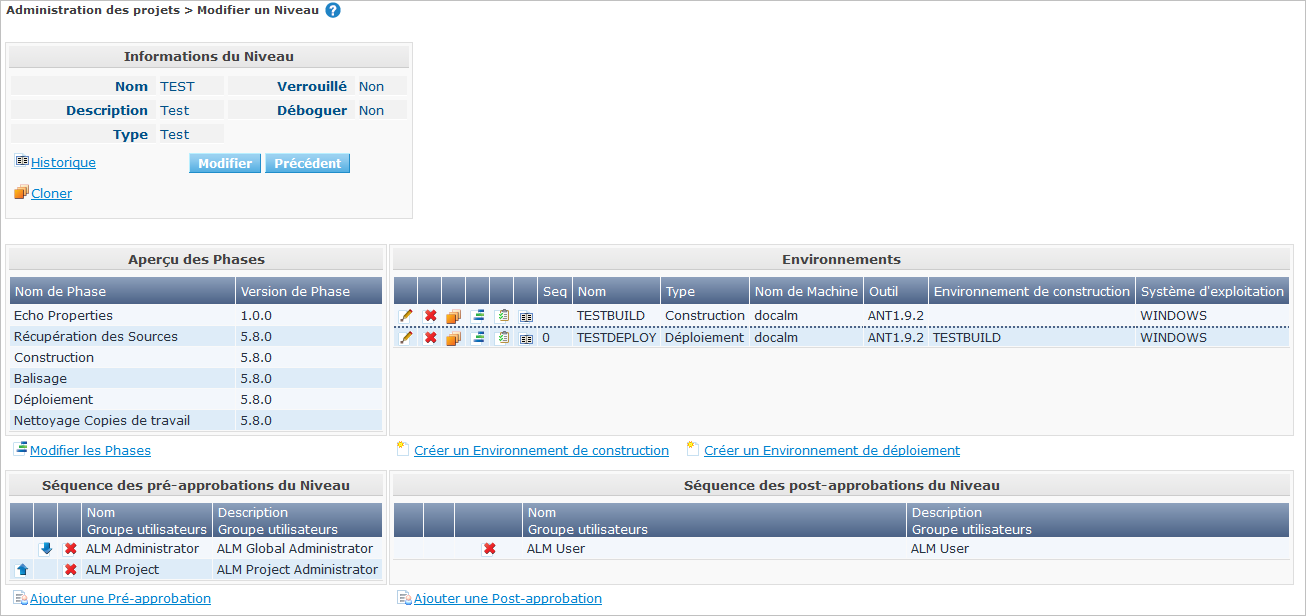 Administration des projets > Modifier un Niveau ?
Informations du Niveau
Nom TEST Verrouillé Non
Description Test Déboguer Non
Type Test
Historique Modifier Précédent
Cloner
Aperçu des Phases
Nom de Phase Version de Phase
Echo Properties 1.0.0
Récupération des Sources 5.8.0
Construction 5.8.0
Balisage 5.8.0
Déploiement 5.8.0
Nettoyage Copies de travail 5.8.0
Modifier les Phases
Environnements
Seq Nom Type Nom de Machine Outil Environnement de construction Système d'exploitation
TESTBUILD Construction docalm ANT1.9.2 WINDOWS
0 TESTDEPLOY Déploiement docalm ANT1.9.2 TESTBUILD WINDOWS
Créer un Environnement de construction Créer un Environnement de déploiement
Séquence des pré-approbations du Niveau
Nom Description
Groupe utilisateurs Groupe utilisateurs
ALM Administrator ALM Global Administrator
ALM Project ALM Project Administrator
Ajouter une Pré-approbation
Séquence des post-approbations du Niveau
Nom Description
Groupe utilisateurs Groupe utilisateurs
ALM User ALM User
Ajouter une Post-approbation